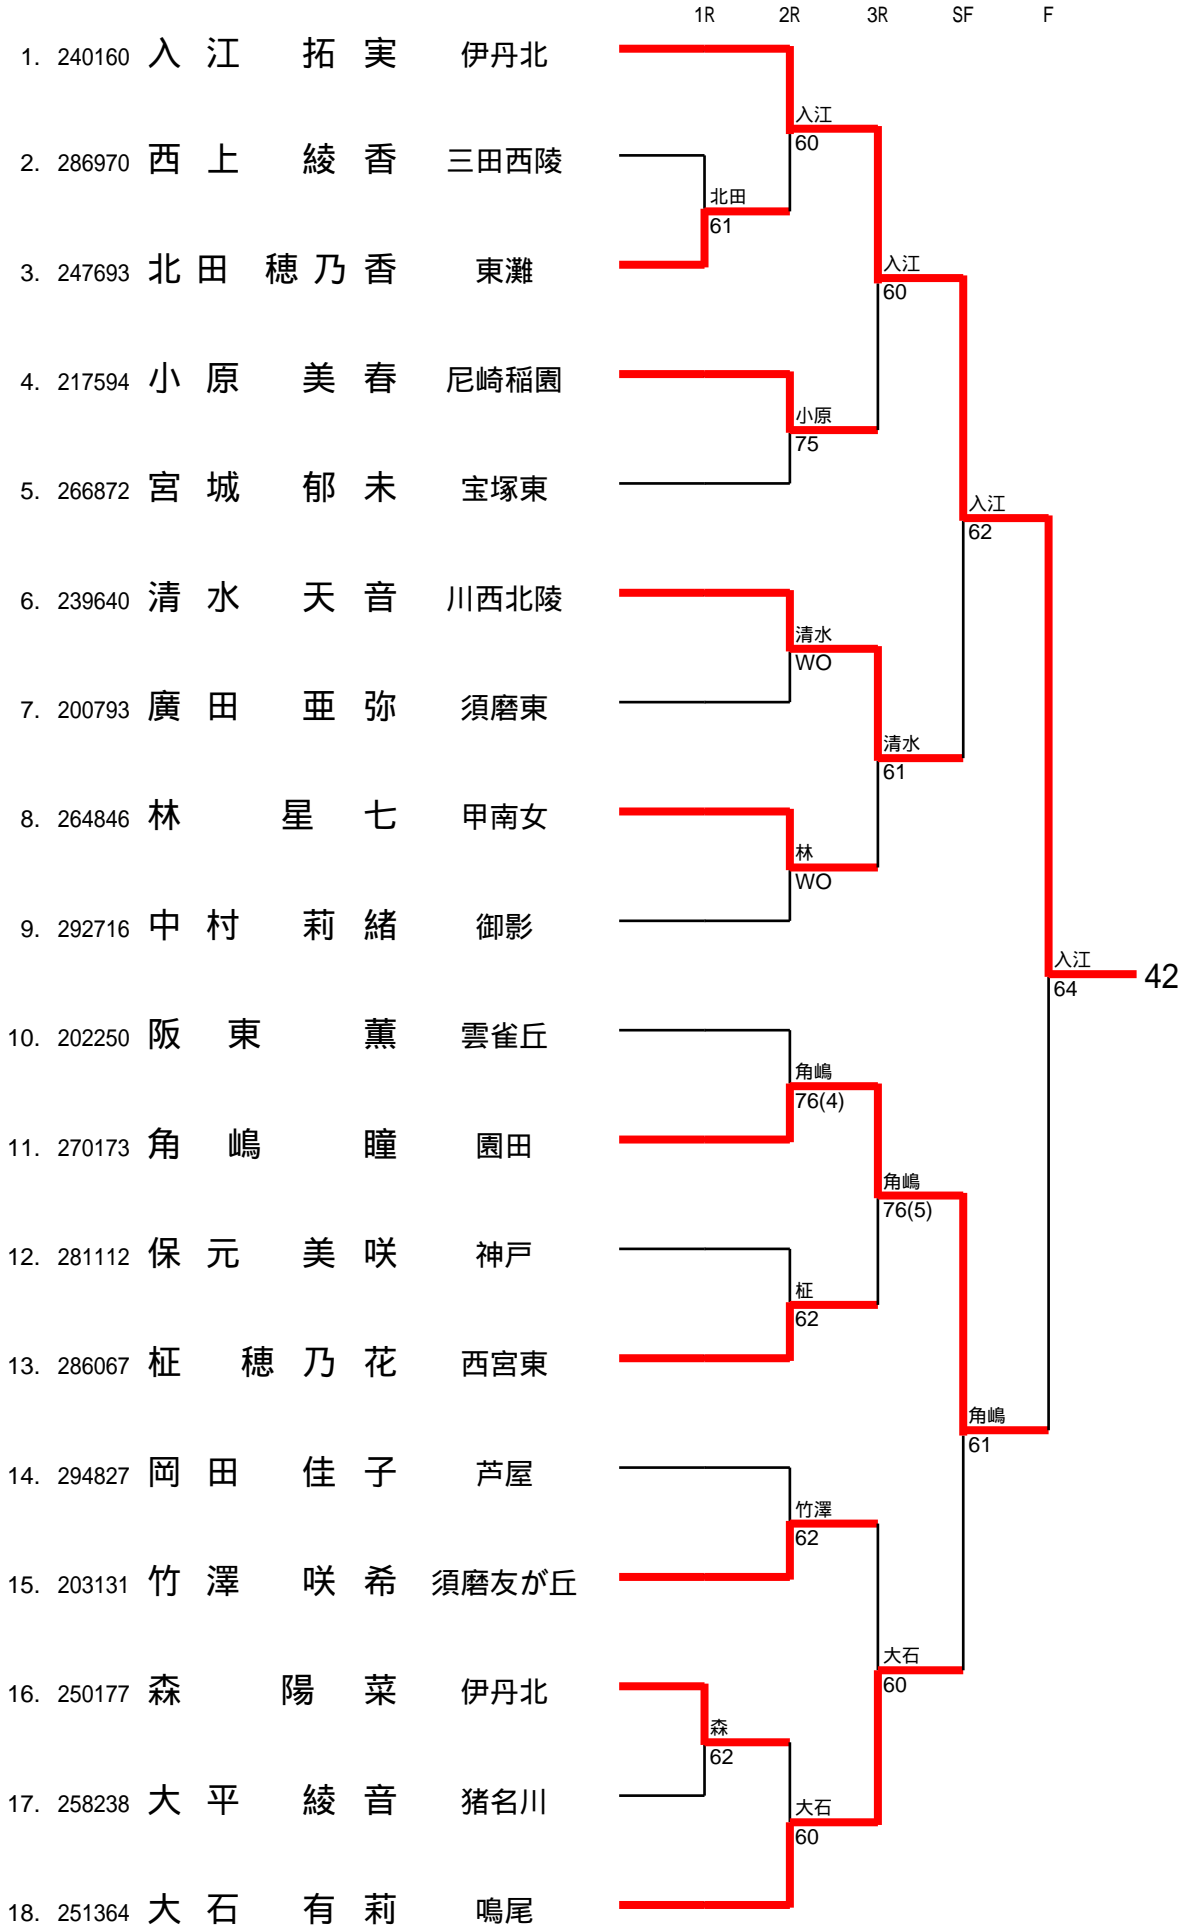 1R 2R 3R SF F
1. 240160 入江 拓実 伊丹北
入江
60
2. 286970 西上 綾香 三田西陵
北田
61
3. 247693 北田 穂乃香 東灘
入江
60
4. 217594 小原 美春 尼崎稲園
小原
75
5. 266872 宮城 郁未 宝塚東
入江
62
6. 239640 清水 天音 川西北陵
清水
WO
7. 200793 廣田 亜弥 須磨東
清水
61
8. 264846 林 星七 甲南女
林
WO
9. 292716 中村 莉緒 御影
入江
64
42
10. 202250 阪東 薫 雲雀丘
角嶋
76(4)
11. 270173 角嶋 瞳 園田
角嶋
76(5)
12. 281112 保元 美咲 神戸
柾
62
13. 286067 柾 穂乃花 西宮東
角嶋
61
14. 294827 岡田 佳子 芦屋
竹澤
62
15. 203131 竹澤 咲希 須磨友が丘
大石
60
16. 250177 森 陽菜 伊丹北
森
62
17. 258238 大平 綾音 猪名川
大石
60
18. 251364 大石 有莉 鳴尾